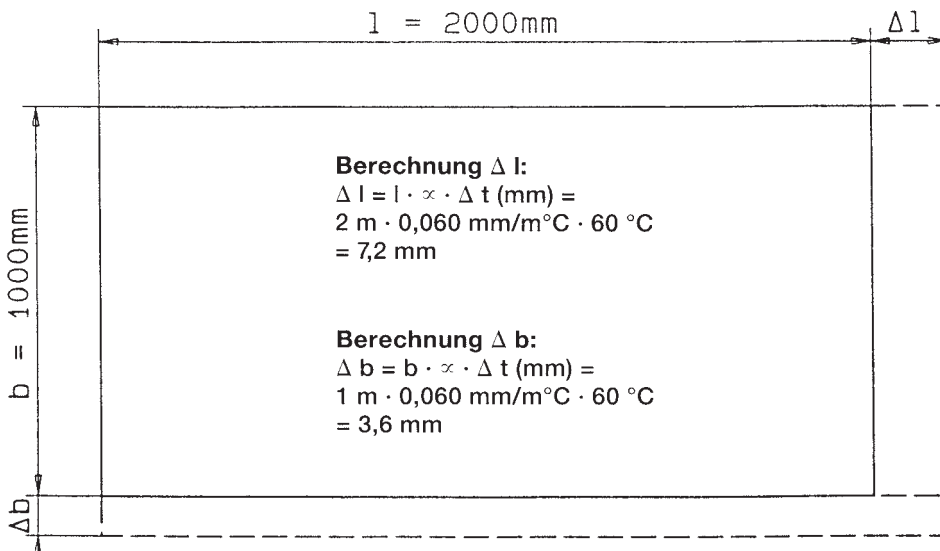 l = 2000mm
Δl
b = 1000mm
Δb
Berechnung Δ l:
Δ l = l · ∝ · Δ t (mm) =
2 m · 0,060 mm/m°C · 60 °C
= 7,2 mm
Berechnung Δ b:
Δ b = b · ∝ · Δ t (mm) =
1 m · 0,060 mm/m°C · 60 °C
= 3,6 mm